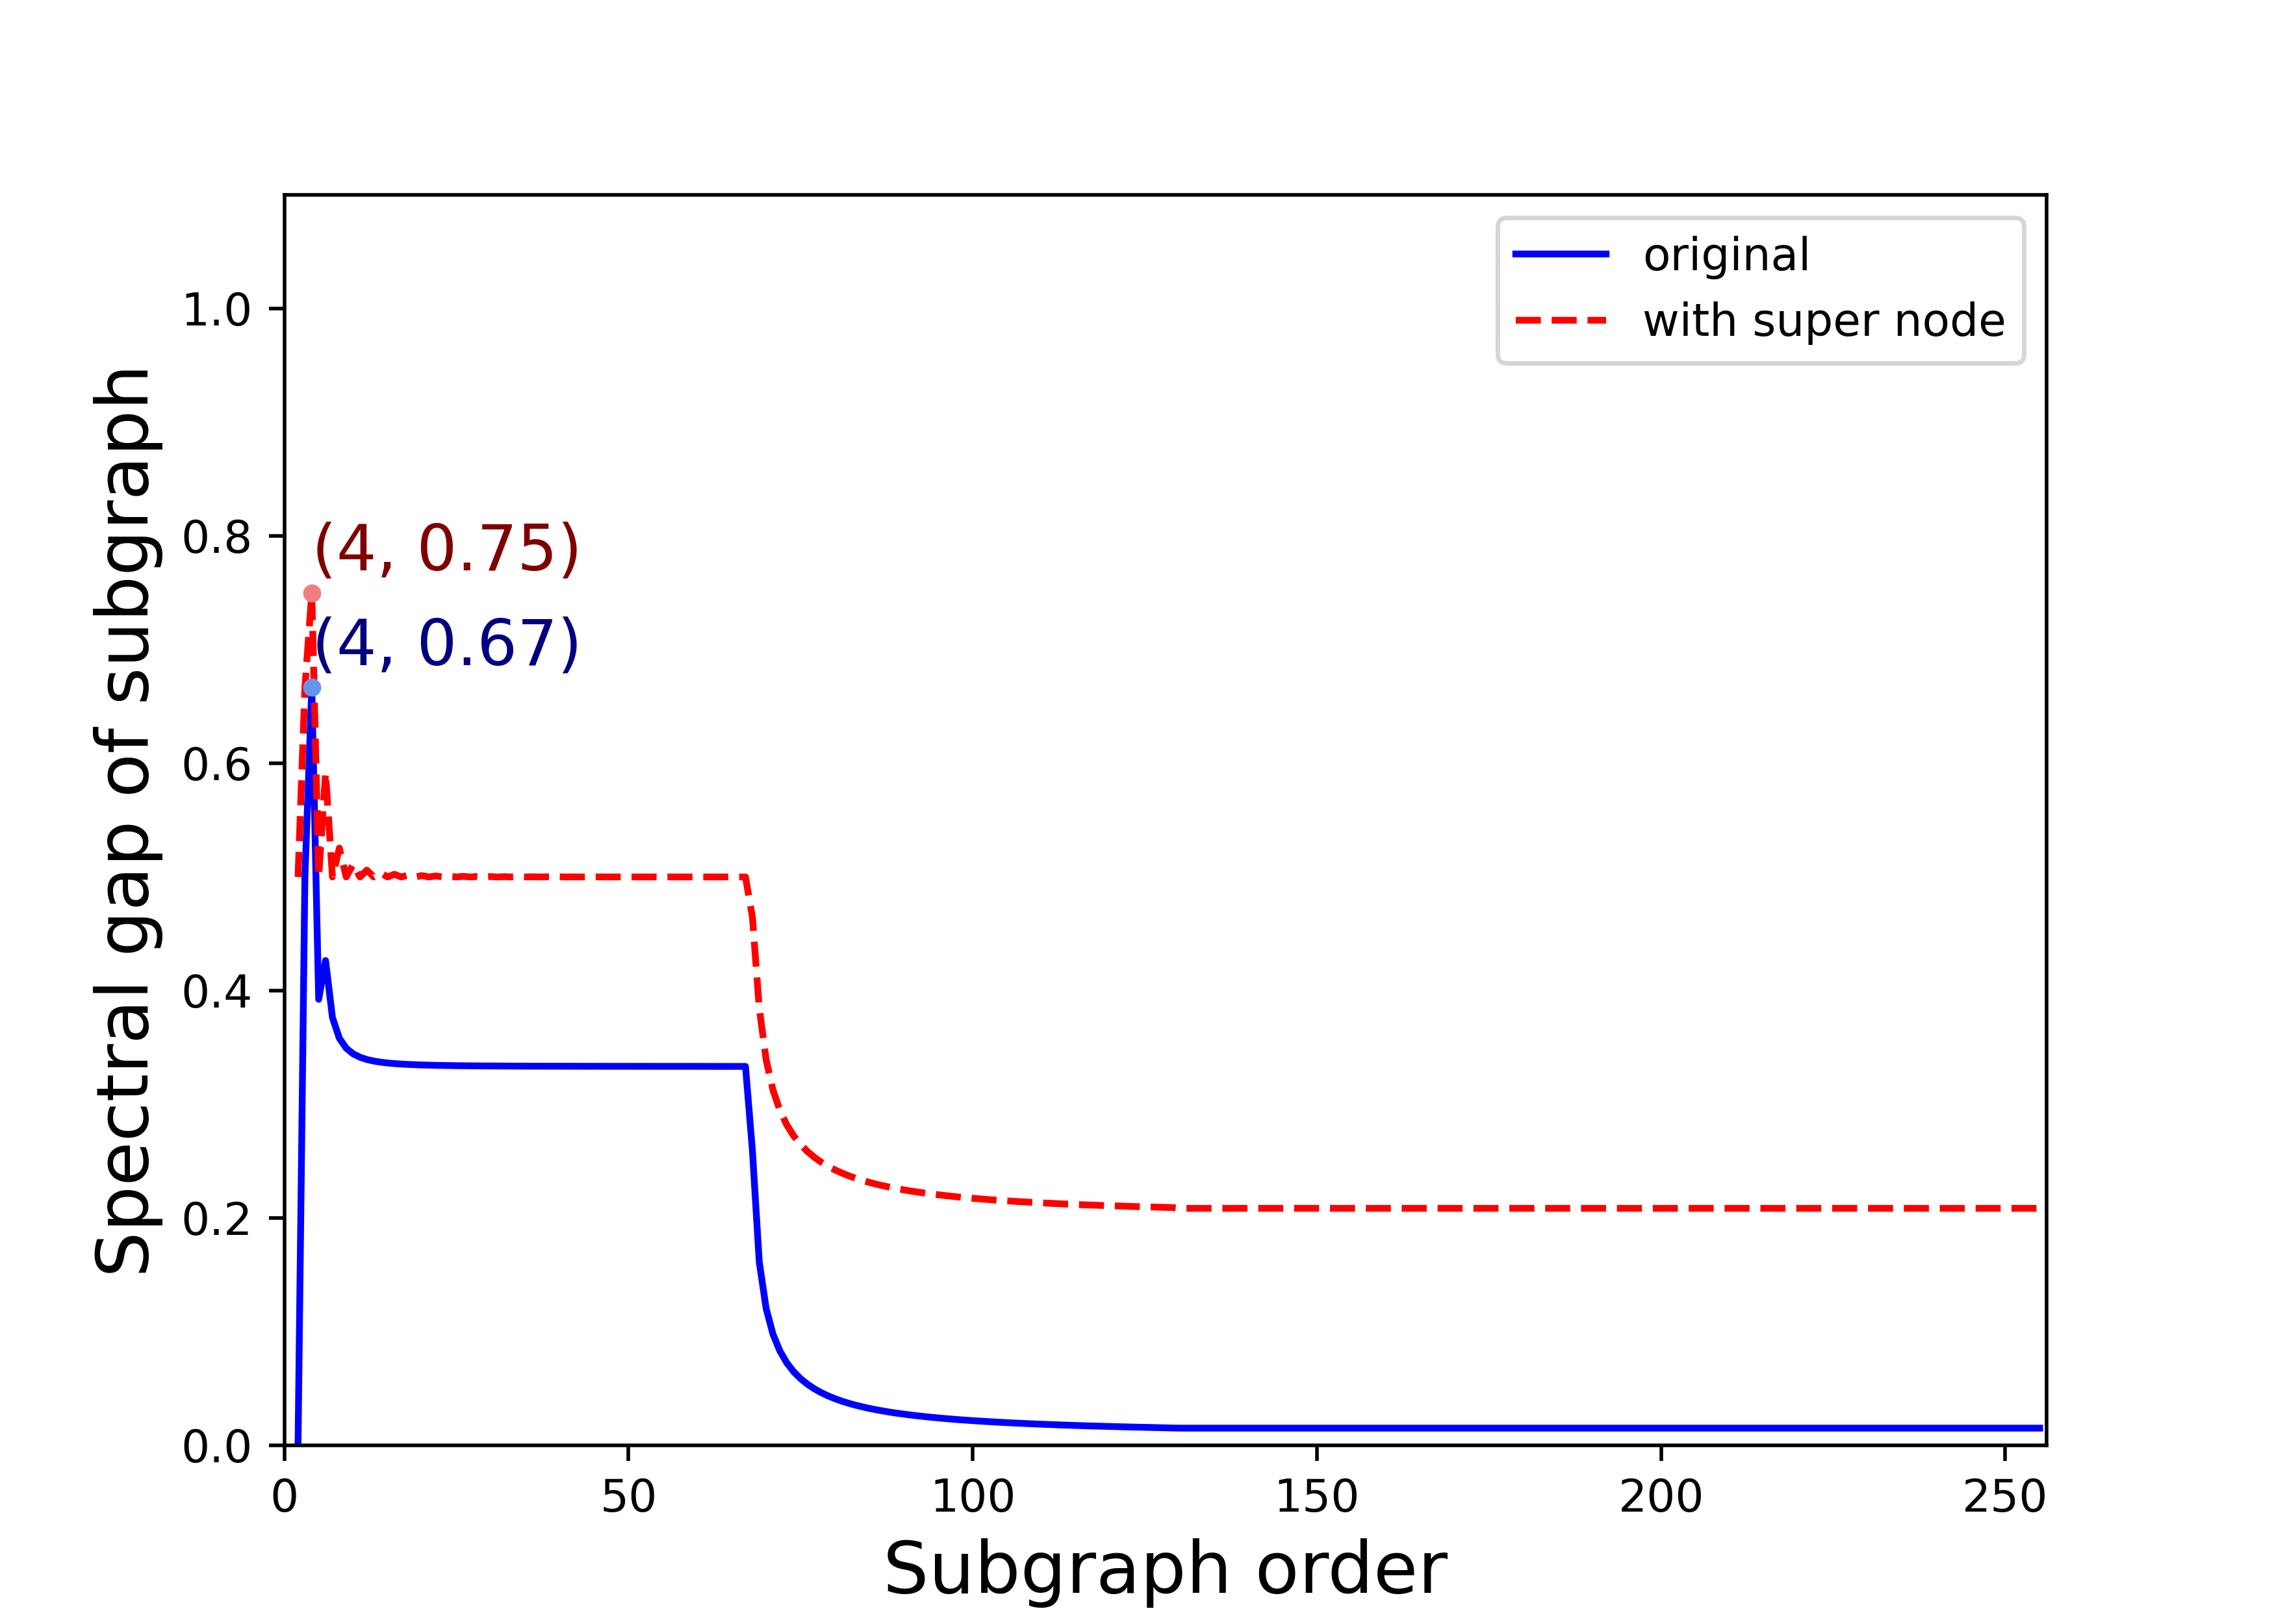 original
with super node
Spectral gap of subgraph
1.0
0.8
0.6
0.4
0.2
0.0
(4, 0.75)
(4, 0.67)
0 50 100 150 200 250
Subgraph order